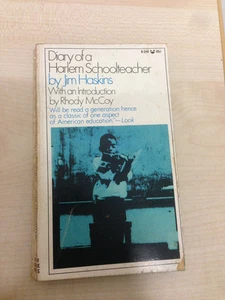 Diary of a
Harlem Schoolteacher
by Jim Haskins
With an Introduction
by Rhody McCoy
"Will be read a generation hence
as a classic of one aspect
of American education."—Look